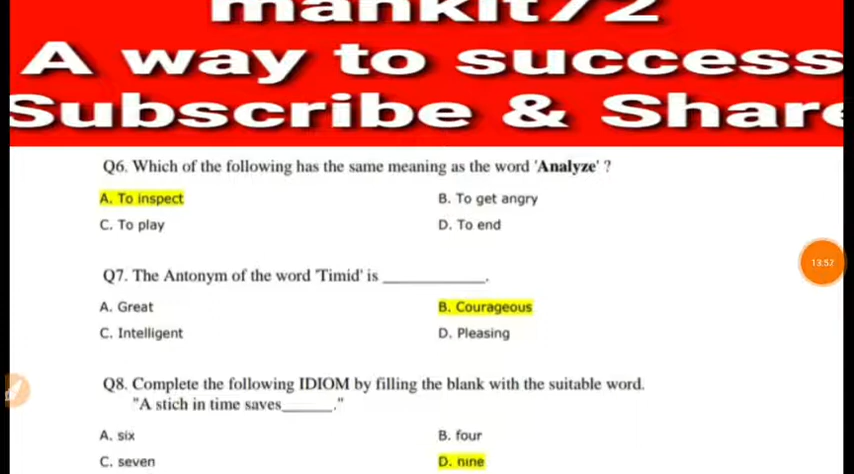 mankit72
A way to success
Subscribe & Share
Q6. Which of the following has the same meaning as the word 'Analyze' ?
A. To inspect
B. To get angry
C. To play
D. To end
Q7. The Antonym of the word 'Timid' is ____________.
A. Great
B. Courageous
C. Intelligent
D. Pleasing
13:57
Q8. Complete the following IDIOM by filling the blank with the suitable word.
"A stich in time saves______."
A. six
B. four
C. seven
D. nine